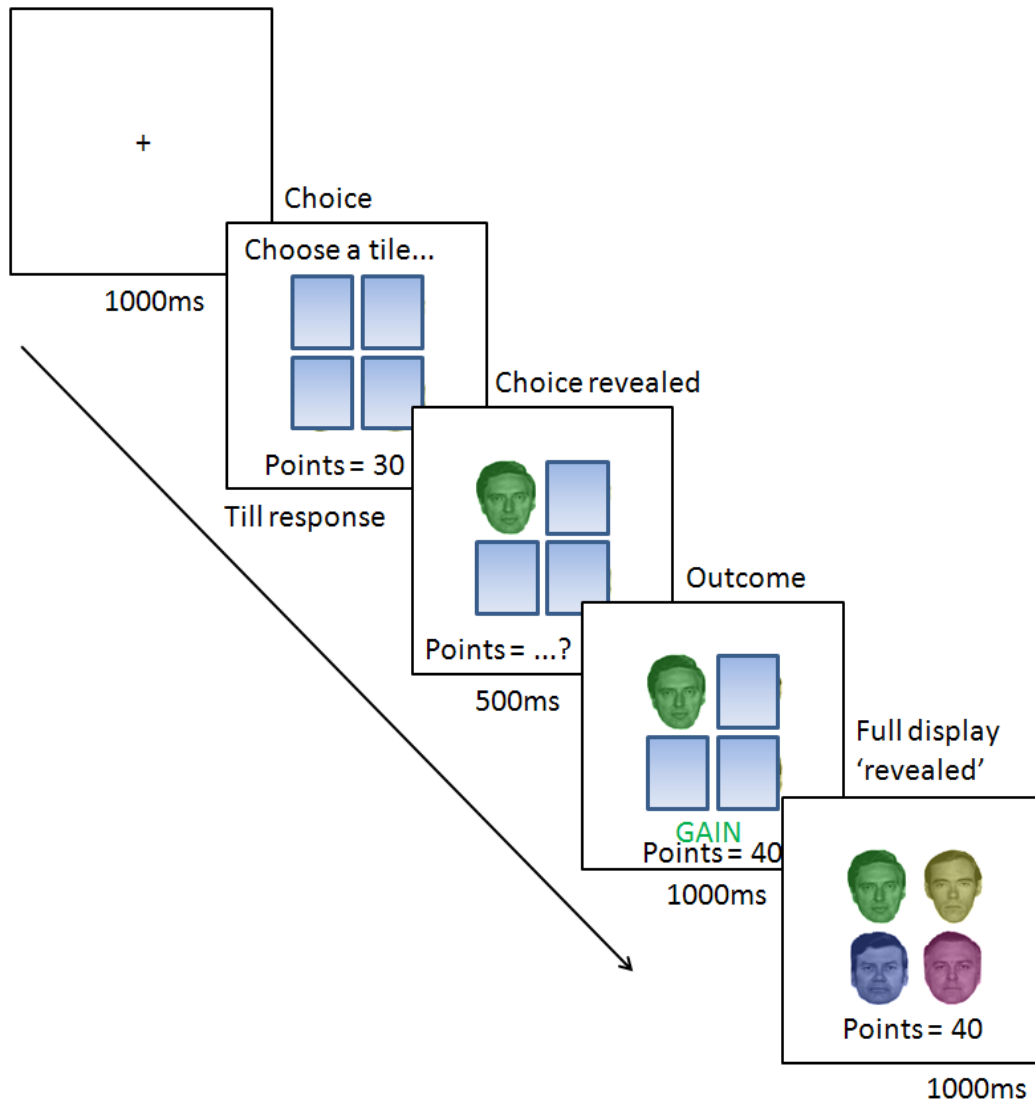 +
1000ms
Choice
Choose a tile...
Points = 30
Till response
Choice revealed
Points = ...?
500ms
Outcome
GAIN
Points = 40
1000ms
Full display
‘revealed’
Points = 40
1000ms